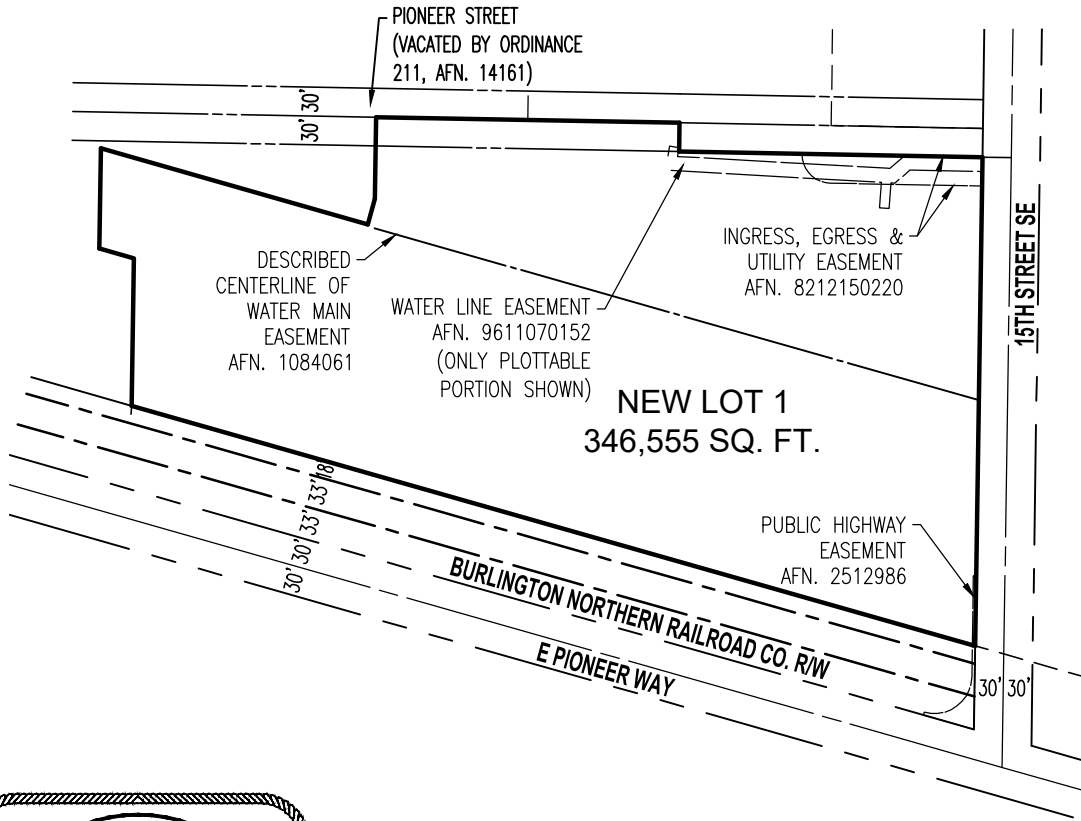 PIONEER STREET
(VACATED BY ORDINANCE
211, AFN. 14161)
30' 30'
30' 30'
INGRESS, EGRESS &
UTILITY EASEMENT
AFN. 8212150220
15TH STREET SE
DESCRIBED
CENTERLINE OF
WATER MAIN
EASEMENT
AFN. 1084061
WATER LINE EASEMENT
AFN. 9611070152
(ONLY PLOTTABLE
PORTION SHOWN)
NEW LOT 1
346,555 SQ. FT.
PUBLIC HIGHWAY
EASEMENT
AFN. 2512986
30' 30' 33' 33' 18'
BURLINGTON NORTHERN RAILROAD CO. R/W
E PIONEER WAY
30' 30'